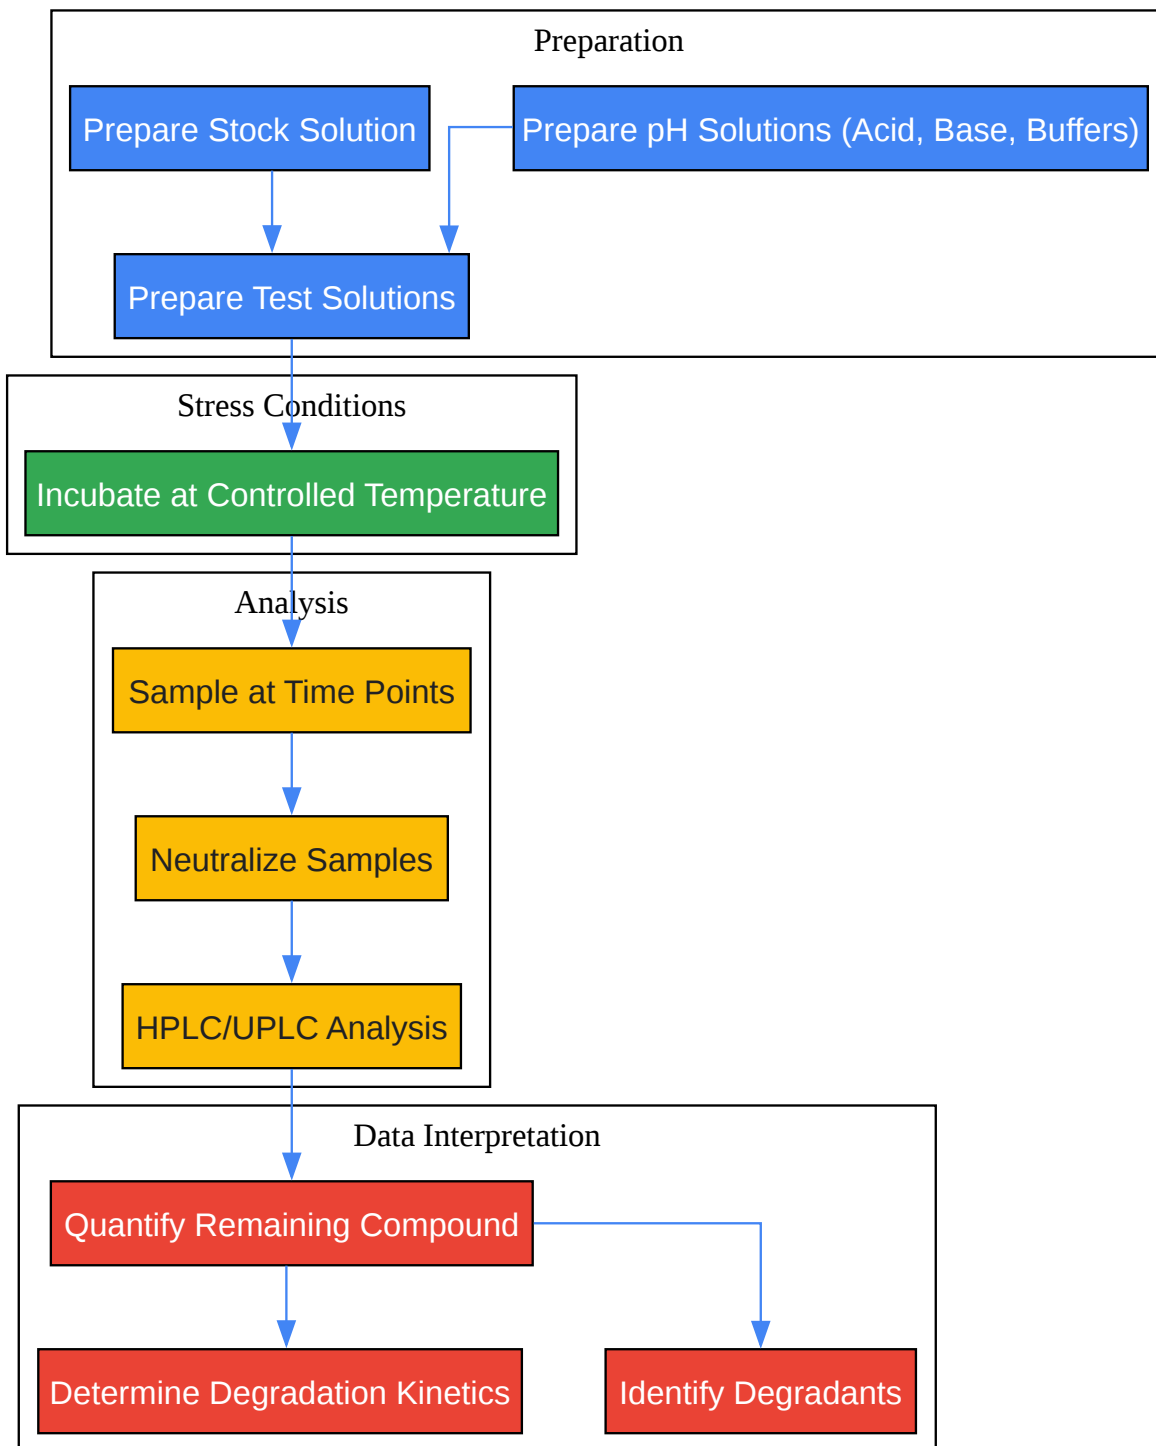 Preparation
Prepare Stock Solution
Prepare pH Solutions (Acid, Base, Buffers)
Prepare Test Solutions
Stress Conditions
Incubate at Controlled Temperature
Analysis
Sample at Time Points
Neutralize Samples
HPLC/UPLC Analysis
Data Interpretation
Quantify Remaining Compound
Determine Degradation Kinetics
Identify Degradants